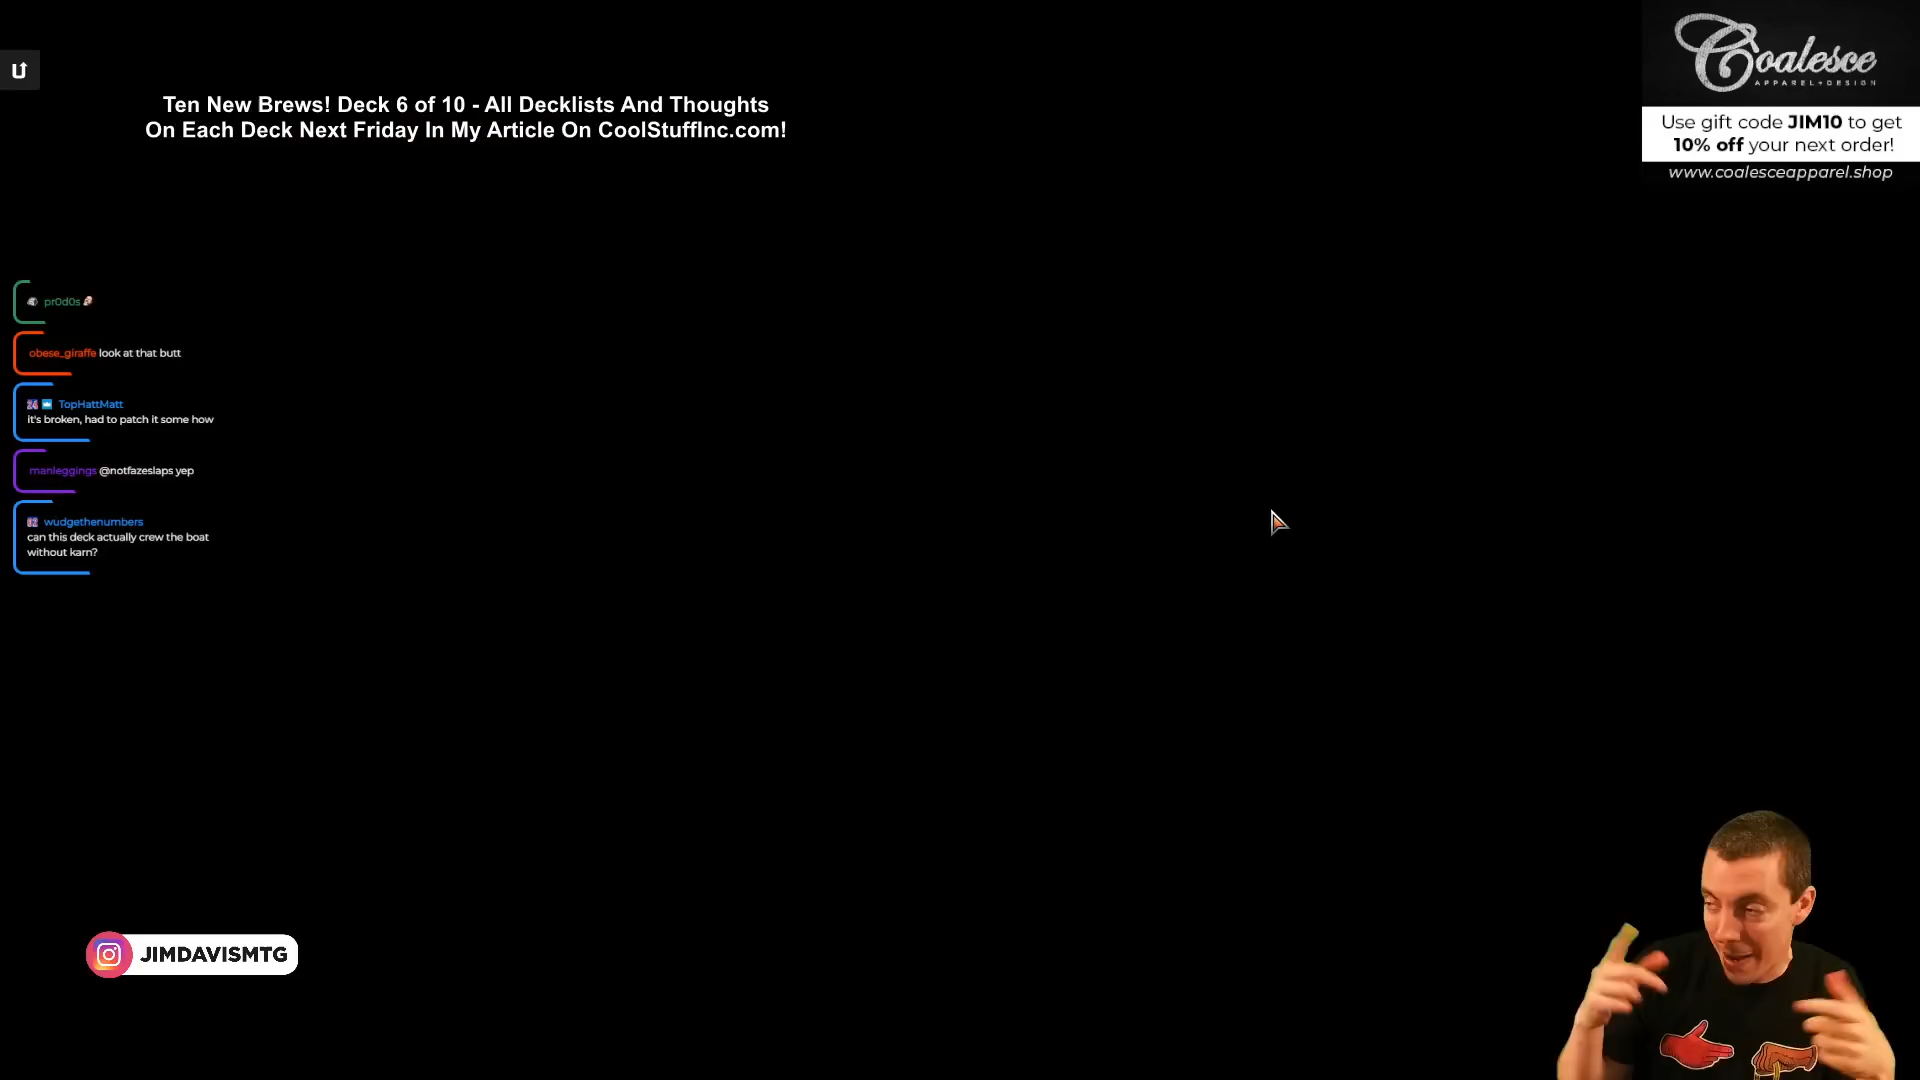 Coalesce
APPAREL+DESIGN
Ten New Brews! Deck 6 of 10 - All Decklists And Thoughts
On Each Deck Next Friday In My Article On CoolStuffInc.com!
Use gift code JIM10 to get
10% off your next order!
www.coalesceapparel.shop
pr0d0s
obese_giraffe look at that butt
24 TopHattMatt
it's broken, had to patch it some how
manleggings @notfazeslaps yep
wudgethenumbers
can this deck actually crew the boat
without karn?
JIMDAVISMTG